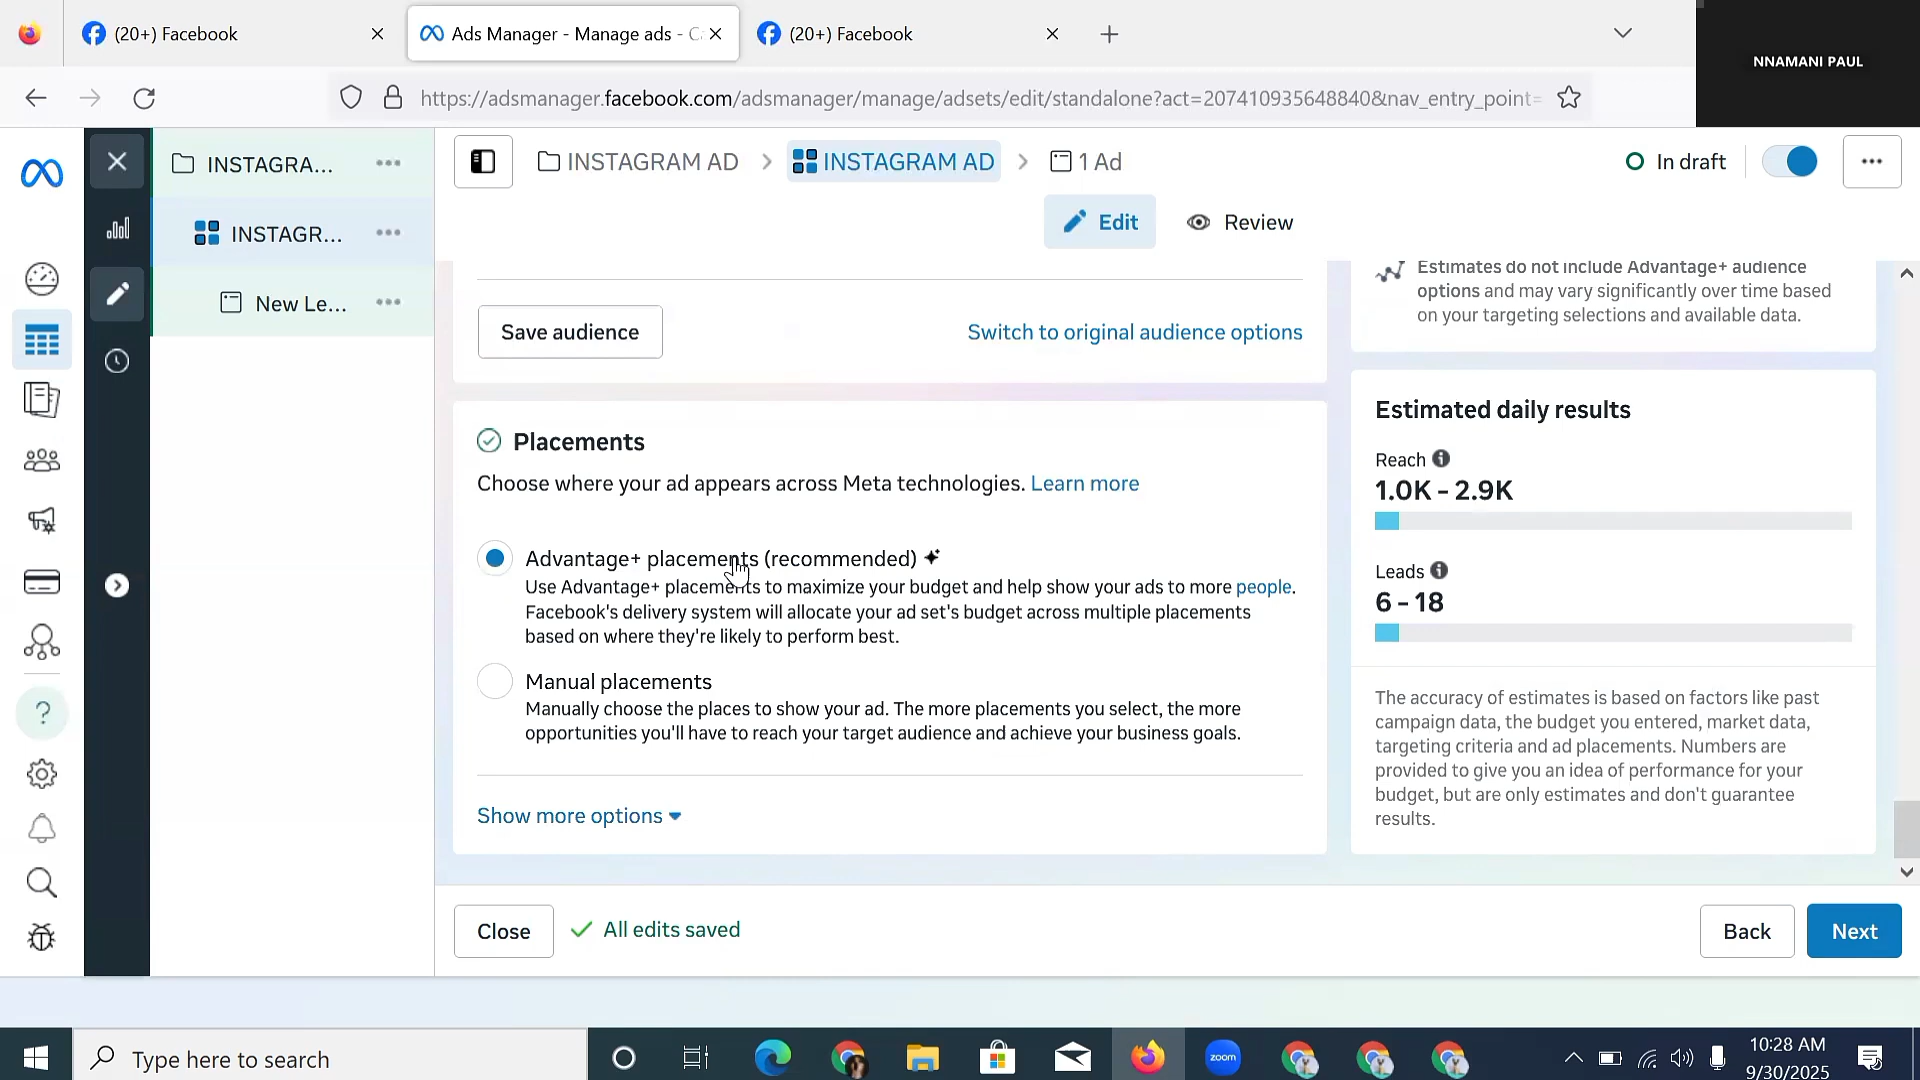 (20+) Facebook
Ads Manager - Manage ads - Ca
(20+) Facebook
NNAMANI PAUL
https://adsmanager.facebook.com/adsmanager/manage/adsets/edit/standalone?act=207410935648840&nav_entry_point=
INSTAGRA...
INSTAGR...
New Le...
INSTAGRAM AD
INSTAGRAM AD
1 Ad
In draft
Edit
Review
Save audience
Switch to original audience options
Placements
Choose where your ad appears across Meta technologies. Learn more
Advantage+ placements (recommended)
Use Advantage+ placements to maximize your budget and help show your ads to more people.
Facebook's delivery system will allocate your ad set's budget across multiple placements
based on where they're likely to perform best.
Manual placements
Manually choose the places to show your ad. The more placements you select, the more
opportunities you'll have to reach your target audience and achieve your business goals.
Show more options
Estimates do not include Advantage+ audience
options and may vary significantly over time based
on your targeting selections and available data.
Estimated daily results
Reach
1.0K - 2.9K
Leads
6 - 18
The accuracy of estimates is based on factors like past
campaign data, the budget you entered, market data,
targeting criteria and ad placements. Numbers are
provided to give you an idea of performance for your
budget, but are only estimates and don't guarantee
results.
Close
All edits saved
Back
Next
Type here to search
zoom
10:28 AM
9/30/2025